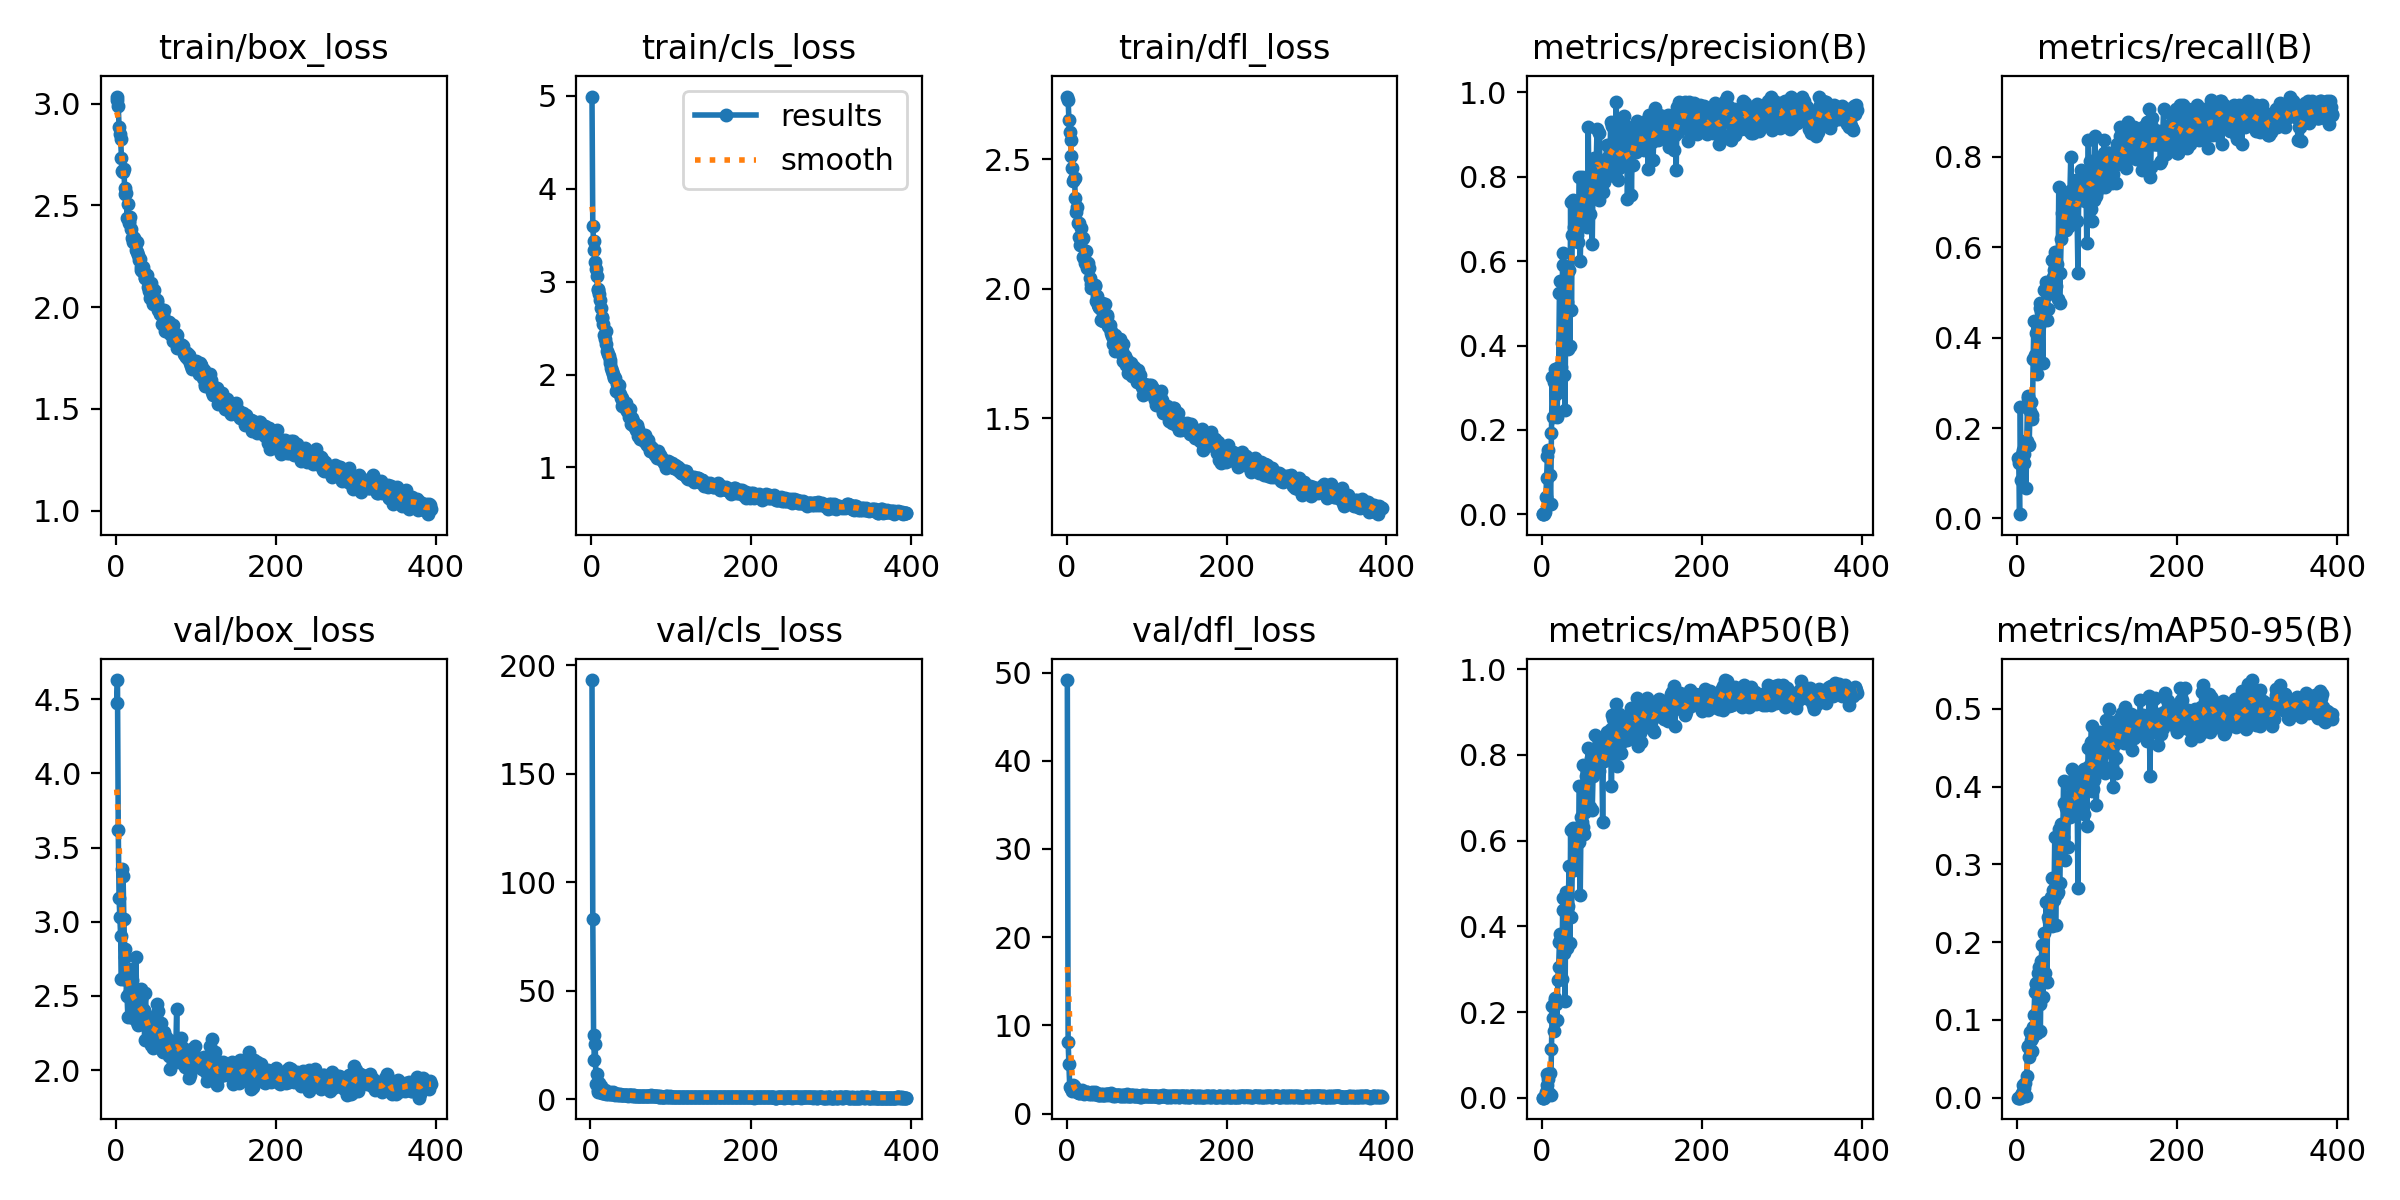 train/box_loss
3.0
2.5
2.0
1.5
1.0
0 200 400
train/cls_loss
results
smooth
5
4
3
2
1
0 200 400
train/dfl_loss
2.5
2.0
1.5
0 200 400
metrics/precision(B)
1.0
0.8
0.6
0.4
0.2
0.0
0 200 400
metrics/recall(B)
0.8
0.6
0.4
0.2
0.0
0 200 400
val/box_loss
4.5
4.0
3.5
3.0
2.5
2.0
0 200 400
val/cls_loss
200
150
100
50
0
0 200 400
val/dfl_loss
50
40
30
20
10
0
0 200 400
metrics/mAP50(B)
1.0
0.8
0.6
0.4
0.2
0.0
0 200 400
metrics/mAP50-95(B)
0.5
0.4
0.3
0.2
0.1
0.0
0 200 400